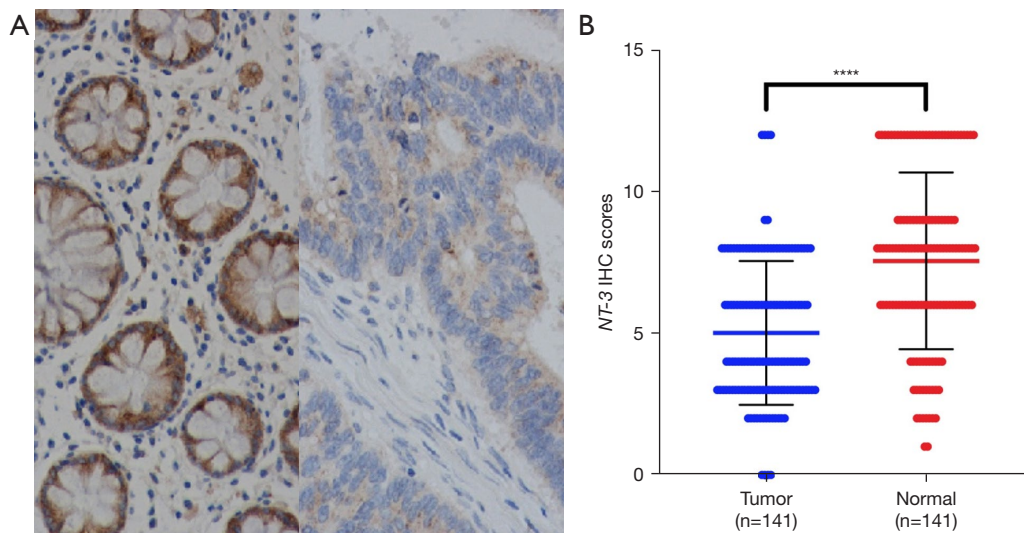 A
B
15
****
10
NT-3 IHC scores
5
0
Tumor
(n=141)
Normal
(n=141)